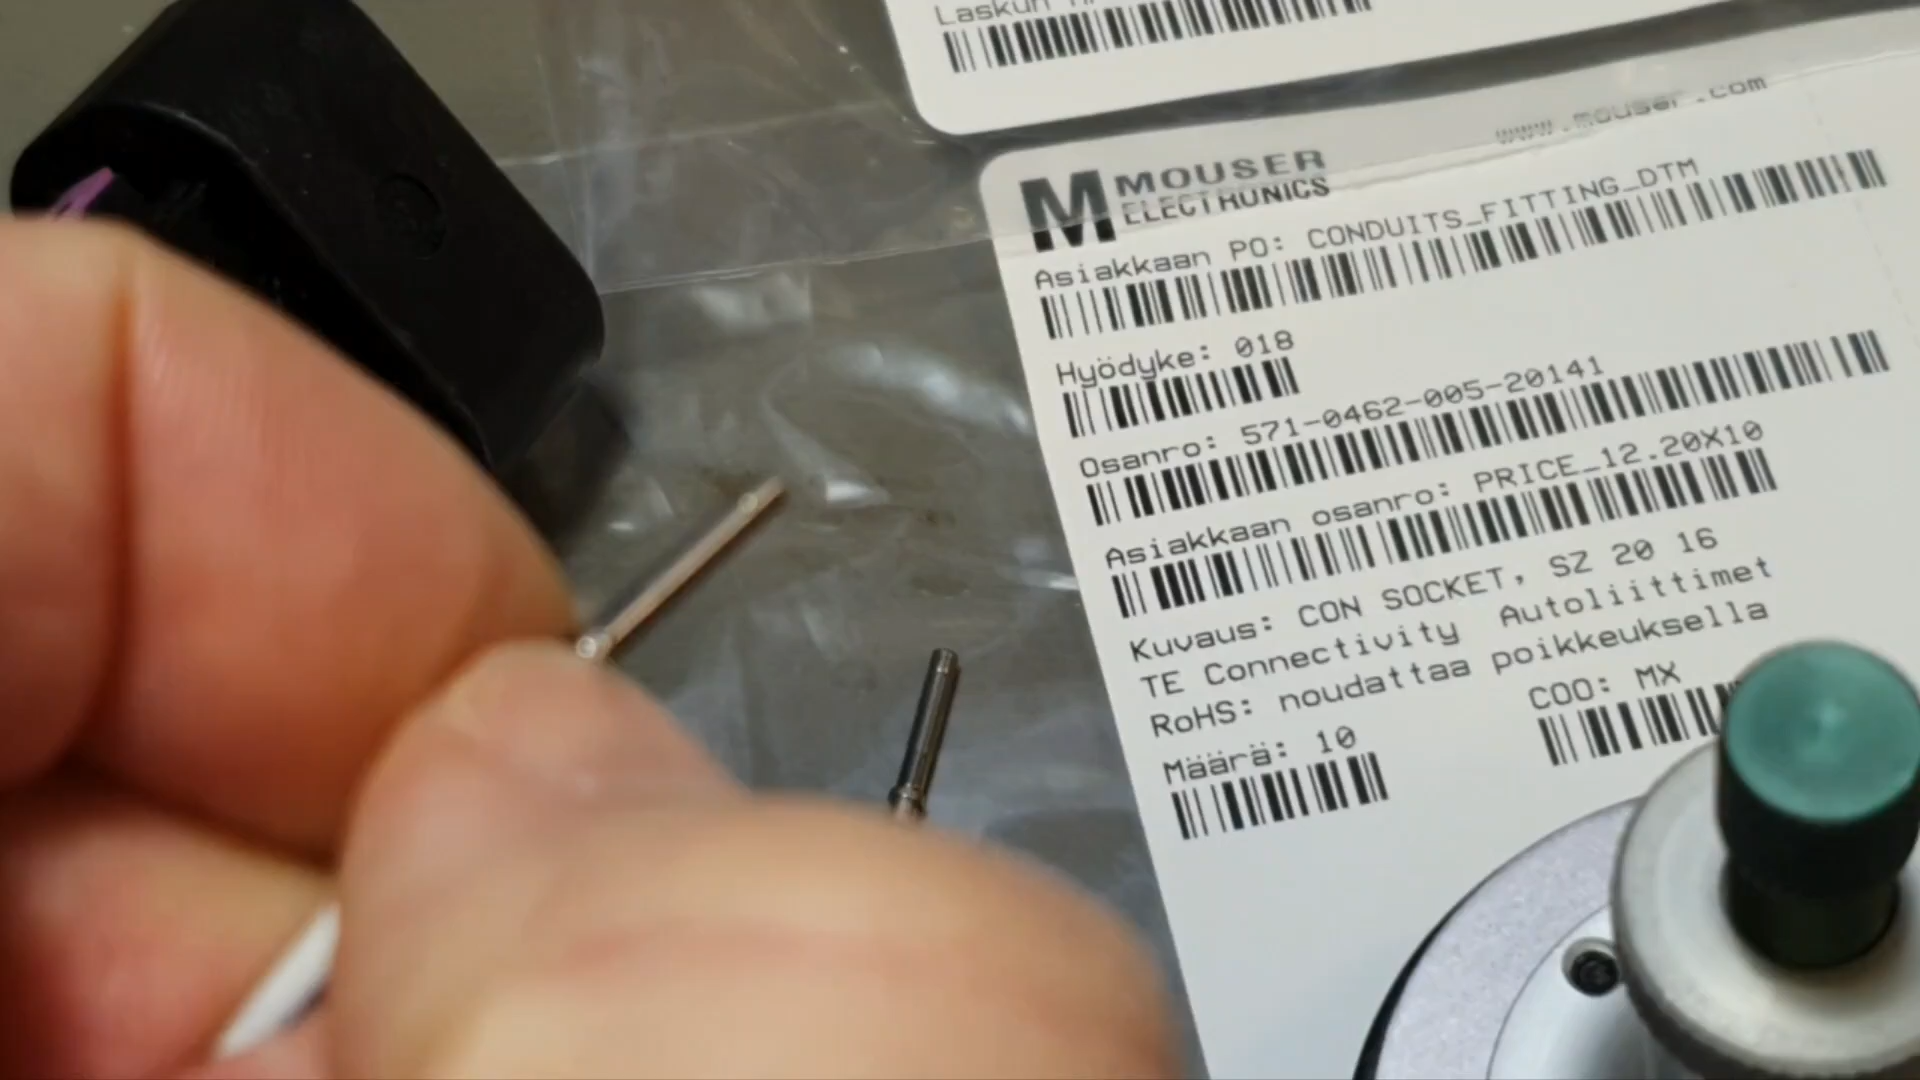 Laskun
www.mouser.com
M MOUSER
ELECTRONICS
Asiakkaan PO: CONDUITS_FITTING_DTM
Hyödyke: 018
Osanro: 571-0462-005-20141
Asiakkaan osanro: PRICE_12.20X10
Kuvaus: CON SOCKET, SZ 20 16
TE Connectivity Autoliittimet
RoHS: noudattaa poikkeuksella
Määrä: 10
COO: MX